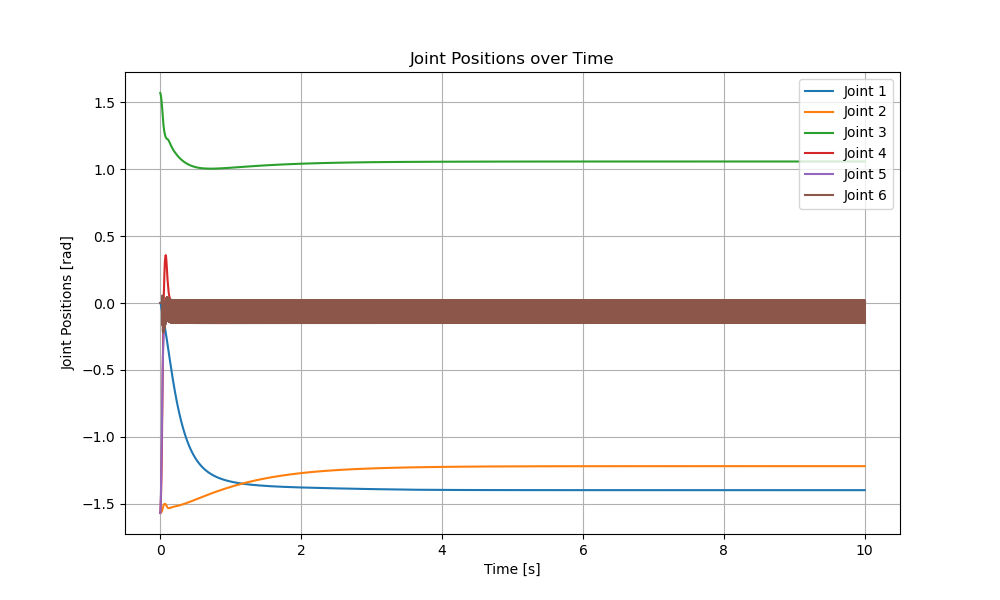 Joint Positions over Time
Joint Positions [rad]
1.5
1.0
0.5
0.0
−0.5
−1.0
−1.5
0
2
4
6
8
10
Time [s]
Joint 1
Joint 2
Joint 3
Joint 4
Joint 5
Joint 6